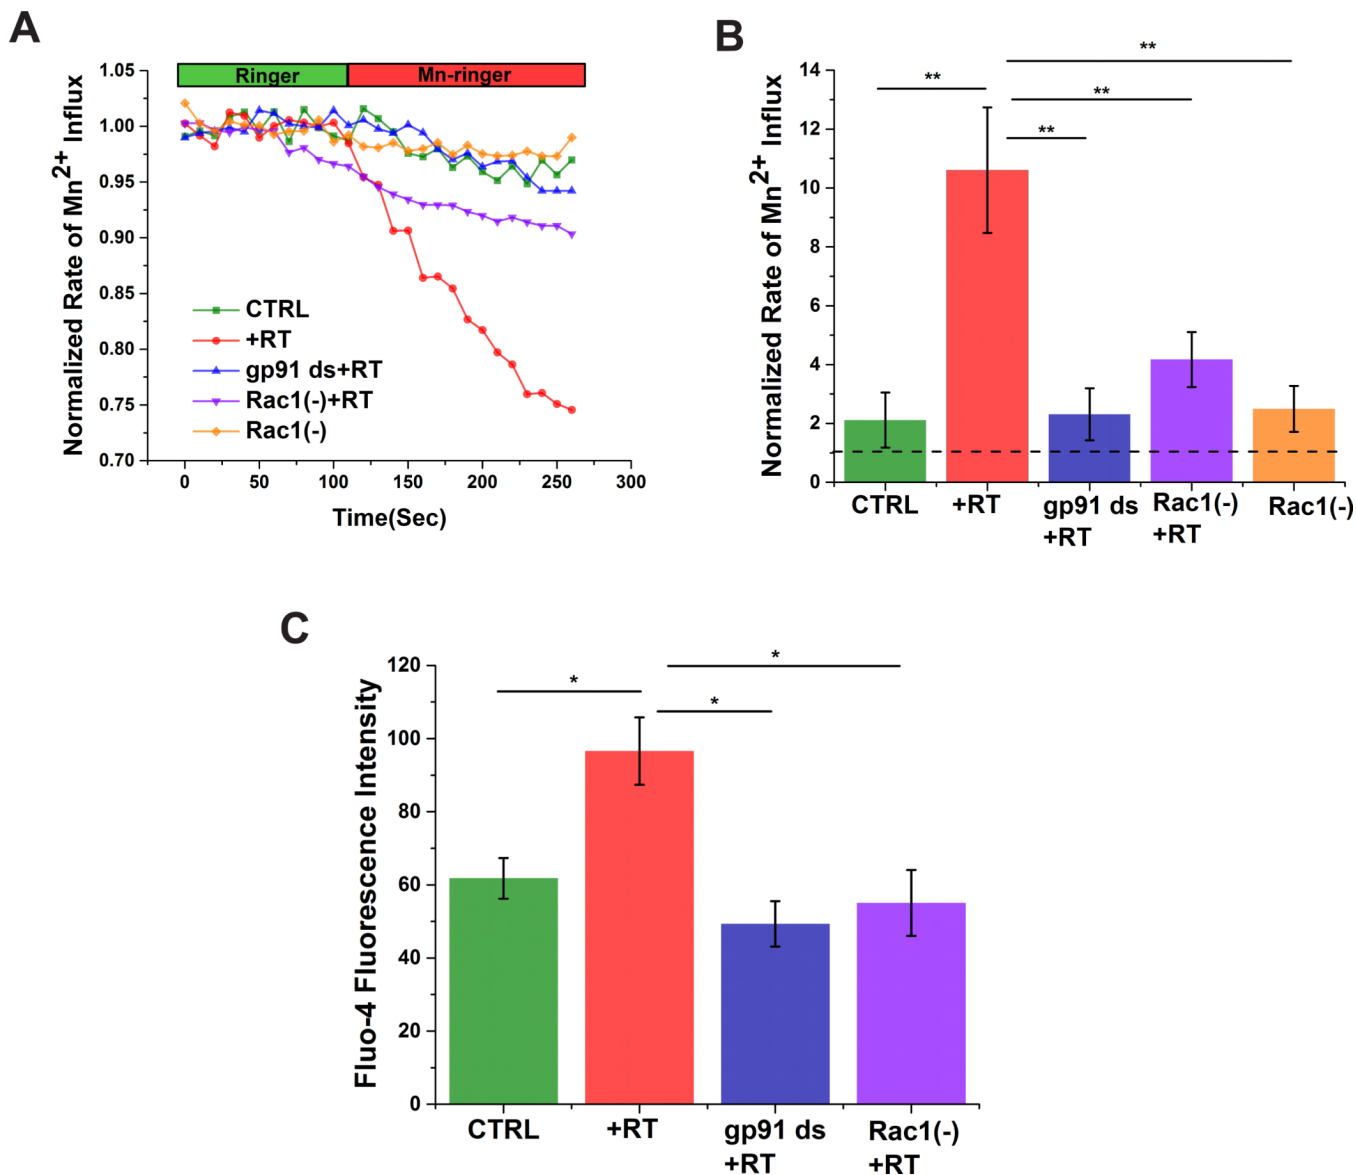 A
Ringer
Mn-ringer
Normalized Rate of Mn2+ Influx
1.05
1.00
0.95
0.90
0.85
0.80
0.75
0.70
CTRL
+RT
gp91 ds+RT
Rac1(-)+RT
Rac1(-)
0
50
100
150
200
250
300
Time(Sec)
B
Normalized Rate of Mn2+ Influx
14
12
10
8
6
4
2
0
**
**
**
**
CTRL
+RT
gp91 ds
+RT
Rac1(-)
+RT
Rac1(-)
C
Fluo-4 Fluorescence Intensity
120
100
80
60
40
20
0
*
*
*
CTRL
+RT
gp91 ds
+RT
Rac1(-)
+RT